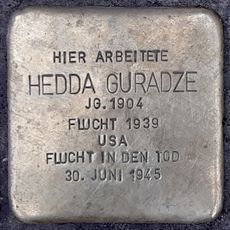 HIER ARBEITETE
HEDDA GURADZE
JG. 1904
FLUCHT 1939
USA
FLUCHT IN DEN TOD
30. JUNI 1945